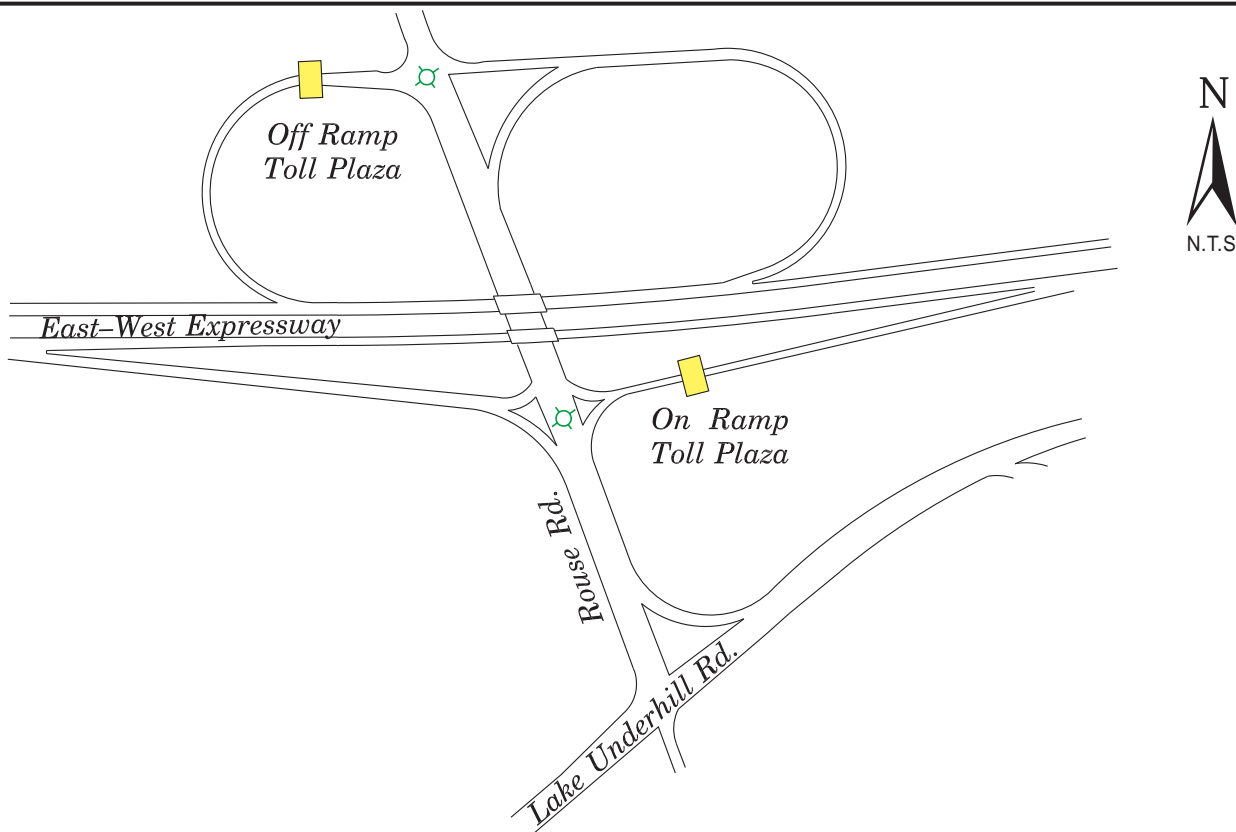 N
N.T.S
Off Ramp
Toll Plaza
East–West Expressway
On Ramp
Toll Plaza
Rouse Rd.
Lake Underhill Rd.